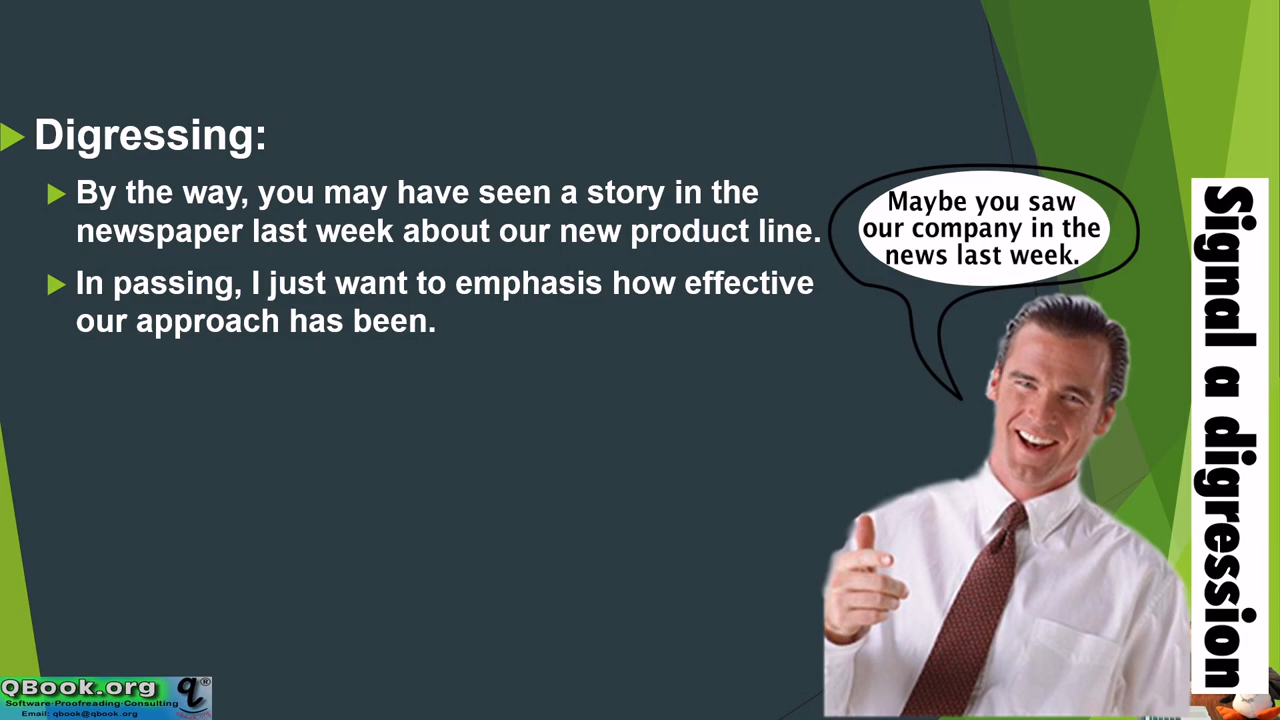 Digressing:
By the way, you may have seen a story in the
newspaper last week about our new product line.
In passing, I just want to emphasis how effective
our approach has been.
Maybe you saw
our company in the
news last week.
Signal a digression
QBook.org
q®
Software·Proofreading·Consulting
Email: qbook@qbook.org